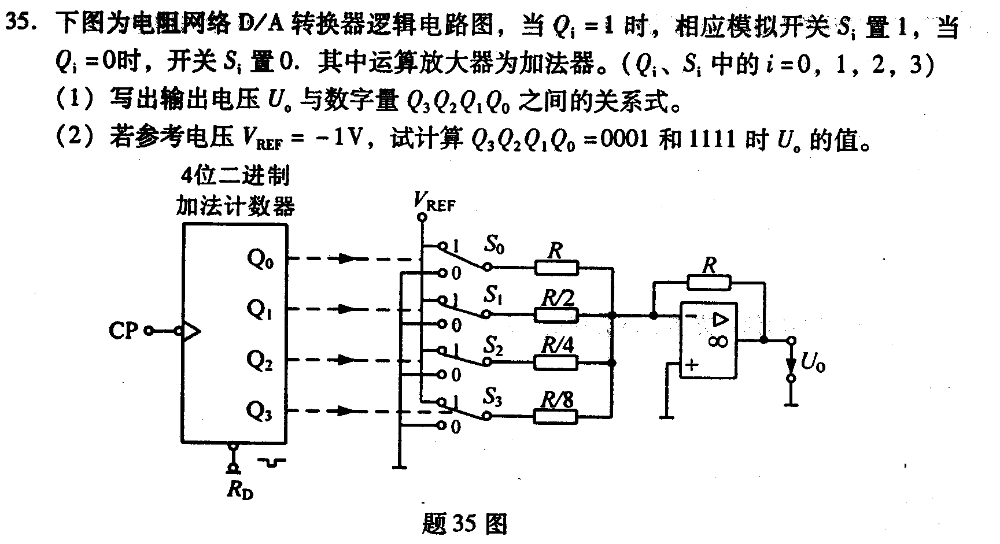 35. 下图为电阻网络 D/A 转换器逻辑电路图，当 Qi = 1 时，相应模拟开关 Si 置 1，当
Qi =0时，开关 Si 置 0. 其中运算放大器为加法器。(Qi、Si 中的 i =0，1，2，3)
(1) 写出输出电压 Uo 与数字量 Q3Q2Q1Q0 之间的关系式。
(2) 若参考电压 VREF = -1V，试计算 Q3Q2Q1Q0 =0001 和 1111 时 Uo 的值。
4位二进制
加法计数器
VREF
Q0
1
S0
R
0
R
Q1
1
S1
R/2
0
CP
- ▷
∞
+
Uo
Q2
1
S2
R/4
0
Q3
1
S3
R/8
0
RD
题 35 图